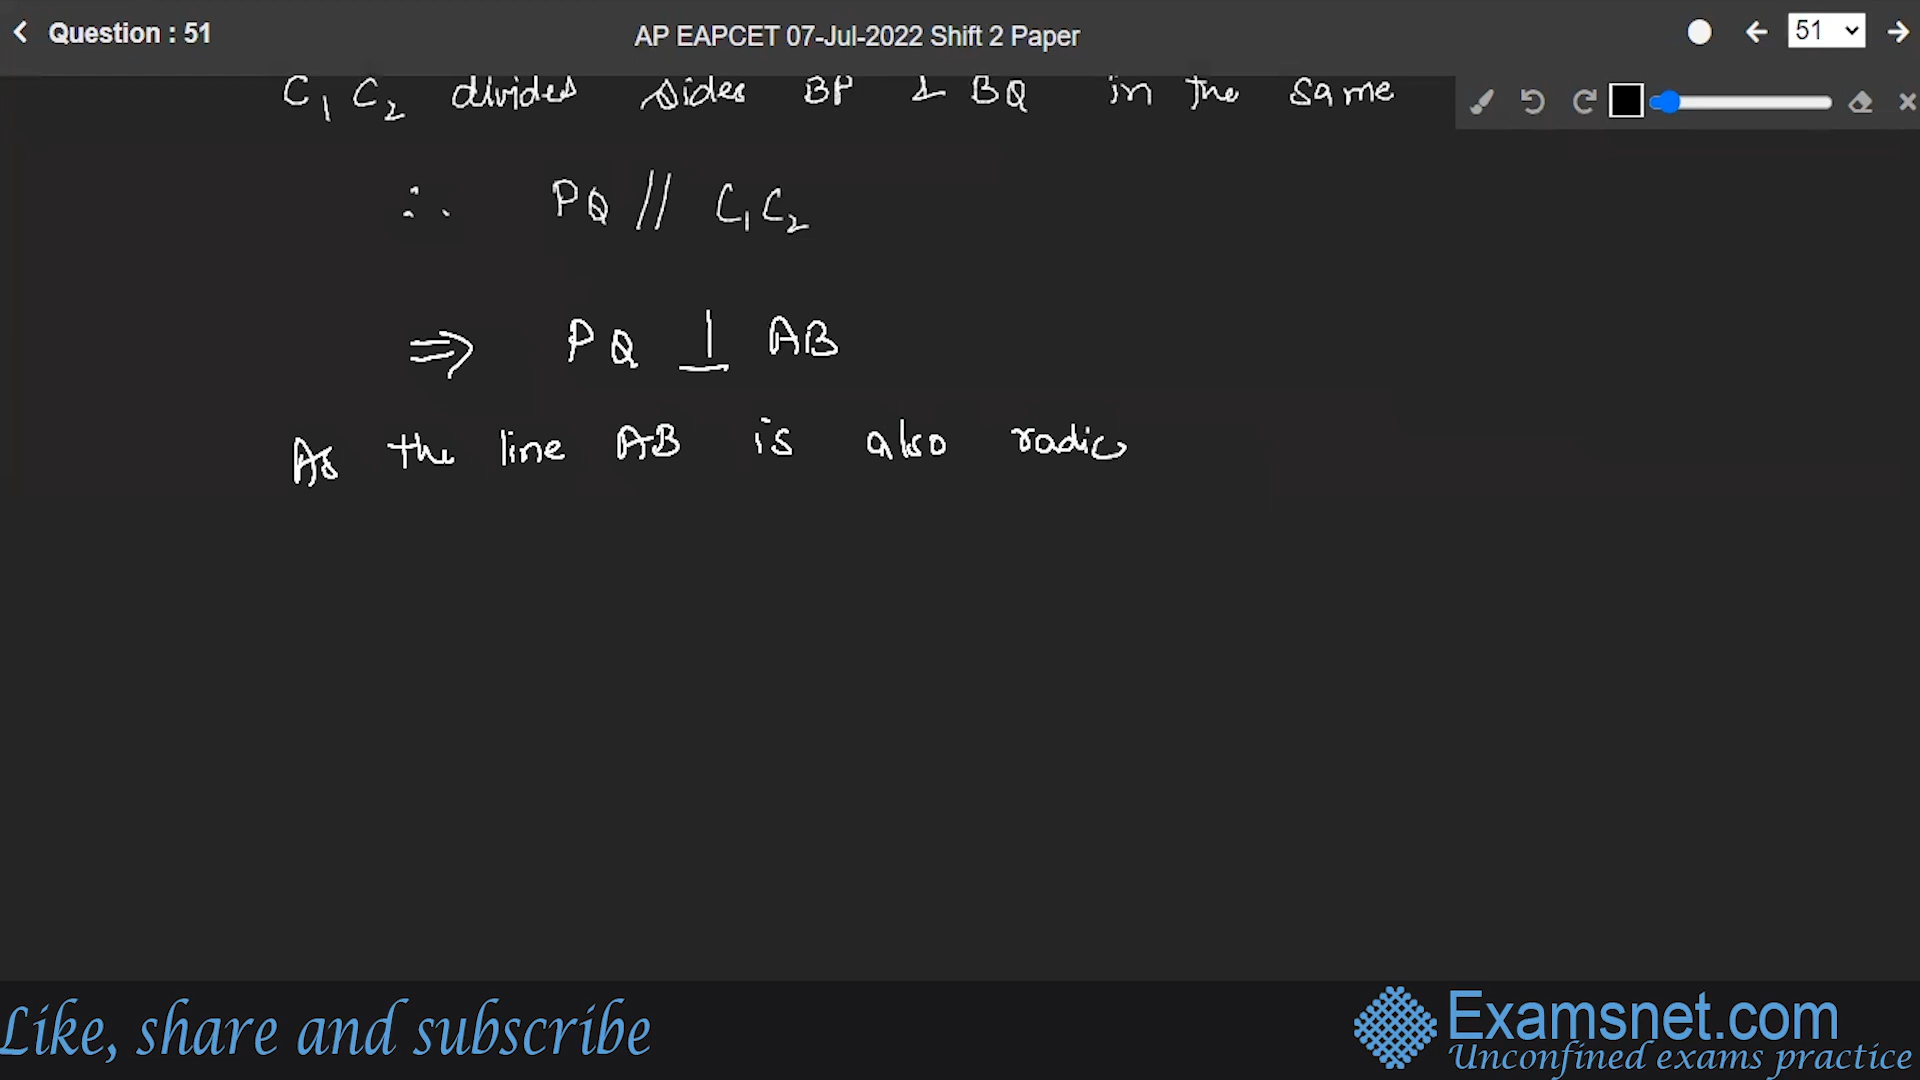 Question : 51
AP EAPCET 07-Jul-2022 Shift 2 Paper
51
C₁ C₂ divides sides BP & BQ in the same
∴ PQ // C₁C₂
⇒ PQ ⊥ AB
As the line AB is also radic
Like, share and subscribe
Examsnet.com
Unconfined exams practice